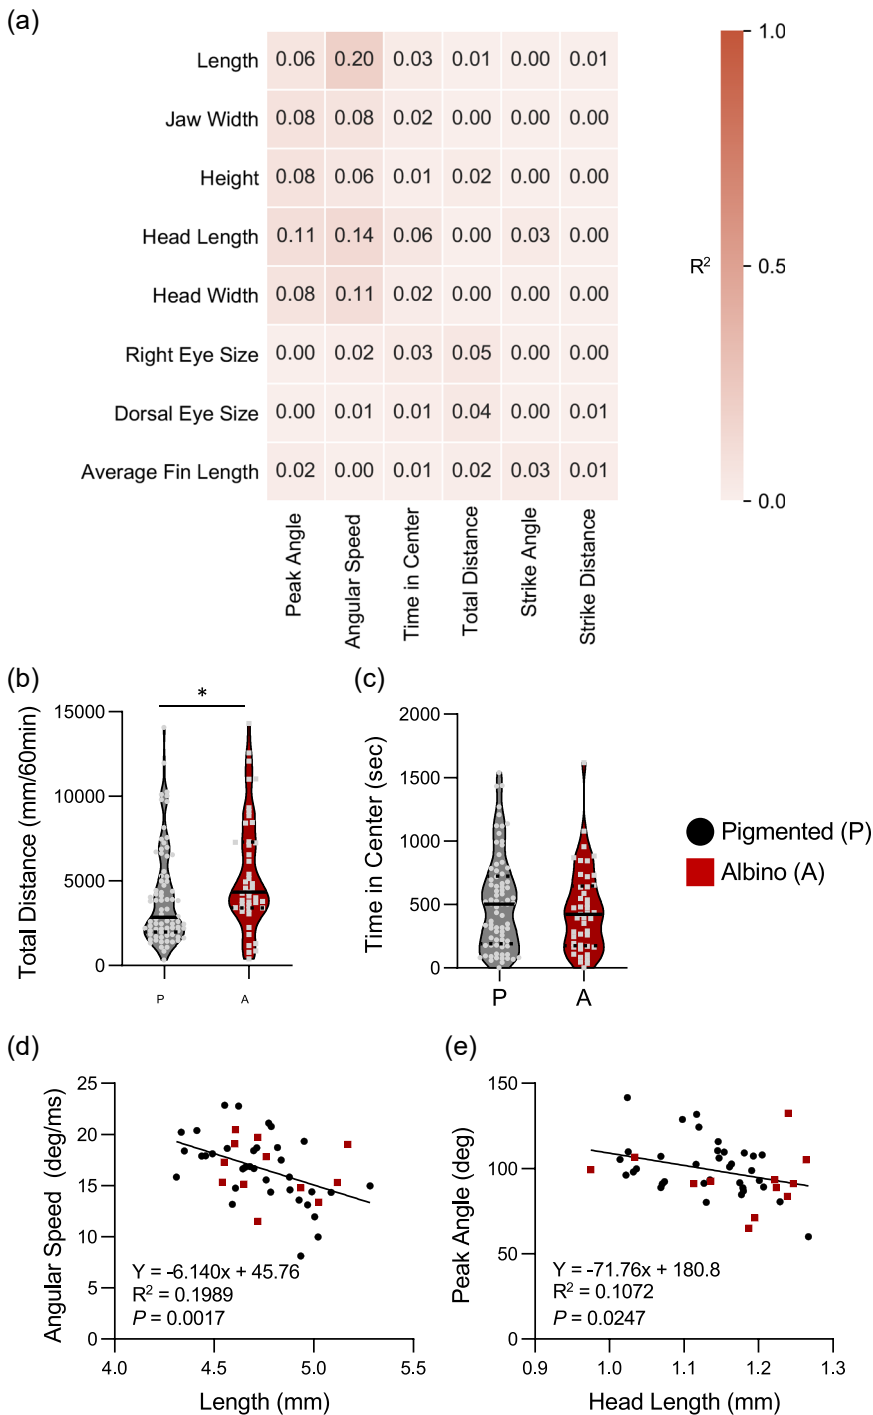 (a)
Length 0.06 0.20 0.03 0.01 0.00 0.01
Jaw Width 0.08 0.08 0.02 0.00 0.00 0.00
Height 0.08 0.06 0.01 0.02 0.00 0.00
Head Length 0.11 0.14 0.06 0.00 0.03 0.00
Head Width 0.08 0.11 0.02 0.00 0.00 0.00
Right Eye Size 0.00 0.02 0.03 0.05 0.00 0.00
Dorsal Eye Size 0.00 0.01 0.01 0.04 0.00 0.01
Average Fin Length 0.02 0.00 0.01 0.02 0.03 0.01
Peak Angle
Angular Speed
Time in Center
Total Distance
Strike Angle
Strike Distance
R²
1.0
0.5
0.0
(b)
Total Distance (mm/60min)
15000
10000
5000
0
*
P A
(c)
Time in Center (sec)
2000
1500
1000
500
0
P A
Pigmented (P)
Albino (A)
(d)
Angular Speed (deg/ms)
25
20
15
10
5
0
Y = -6.140x + 45.76
R² = 0.1989
P = 0.0017
4.0 4.5 5.0 5.5
Length (mm)
(e)
Peak Angle (deg)
150
100
50
0
Y = -71.76x + 180.8
R² = 0.1072
P = 0.0247
0.9 1.0 1.1 1.2 1.3
Head Length (mm)